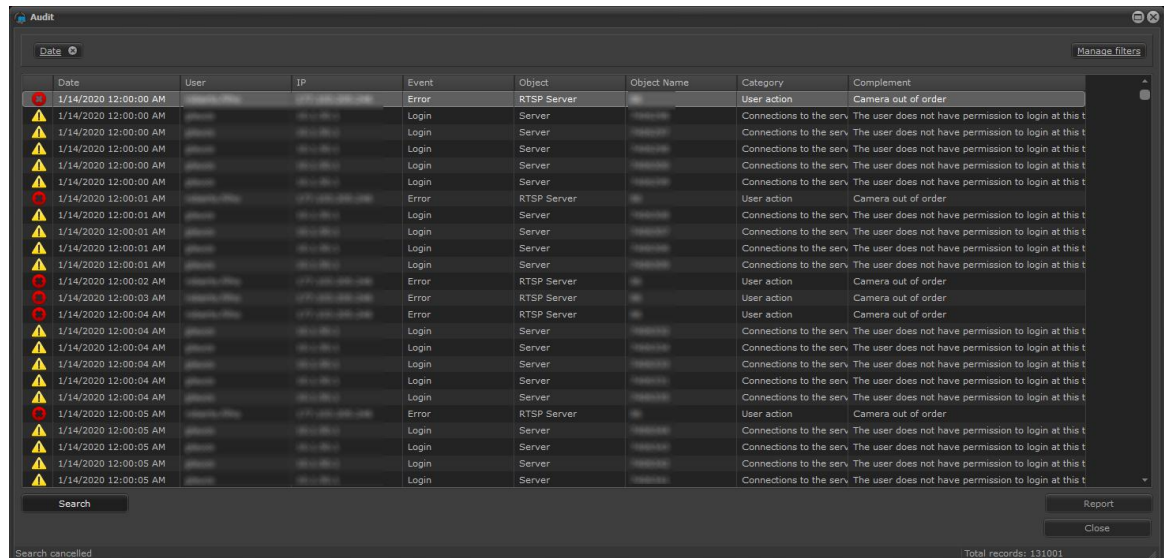 Audit
Date
Manage filters
Date User IP Event Object Object Name Category Complement
1/14/2020 12:00:00 AM Error RTSP Server User action Camera out of order
1/14/2020 12:00:00 AM Login Server Connections to the serv The user does not have permission to login at this t
1/14/2020 12:00:00 AM Login Server Connections to the serv The user does not have permission to login at this t
1/14/2020 12:00:00 AM Login Server Connections to the serv The user does not have permission to login at this t
1/14/2020 12:00:00 AM Login Server Connections to the serv The user does not have permission to login at this t
1/14/2020 12:00:00 AM Login Server Connections to the serv The user does not have permission to login at this t
1/14/2020 12:00:01 AM Error RTSP Server User action Camera out of order
1/14/2020 12:00:01 AM Login Server Connections to the serv The user does not have permission to login at this t
1/14/2020 12:00:01 AM Login Server Connections to the serv The user does not have permission to login at this t
1/14/2020 12:00:01 AM Login Server Connections to the serv The user does not have permission to login at this t
1/14/2020 12:00:01 AM Login Server Connections to the serv The user does not have permission to login at this t
1/14/2020 12:00:02 AM Error RTSP Server User action Camera out of order
1/14/2020 12:00:03 AM Error RTSP Server User action Camera out of order
1/14/2020 12:00:04 AM Error RTSP Server User action Camera out of order
1/14/2020 12:00:04 AM Login Server Connections to the serv The user does not have permission to login at this t
1/14/2020 12:00:04 AM Login Server Connections to the serv The user does not have permission to login at this t
1/14/2020 12:00:04 AM Login Server Connections to the serv The user does not have permission to login at this t
1/14/2020 12:00:04 AM Login Server Connections to the serv The user does not have permission to login at this t
1/14/2020 12:00:04 AM Login Server Connections to the serv The user does not have permission to login at this t
1/14/2020 12:00:05 AM Error RTSP Server User action Camera out of order
1/14/2020 12:00:05 AM Login Server Connections to the serv The user does not have permission to login at this t
1/14/2020 12:00:05 AM Login Server Connections to the serv The user does not have permission to login at this t
1/14/2020 12:00:05 AM Login Server Connections to the serv The user does not have permission to login at this t
1/14/2020 12:00:05 AM Login Server Connections to the serv The user does not have permission to login at this t
Search
Report
Close
Search cancelled
Total records: 131001